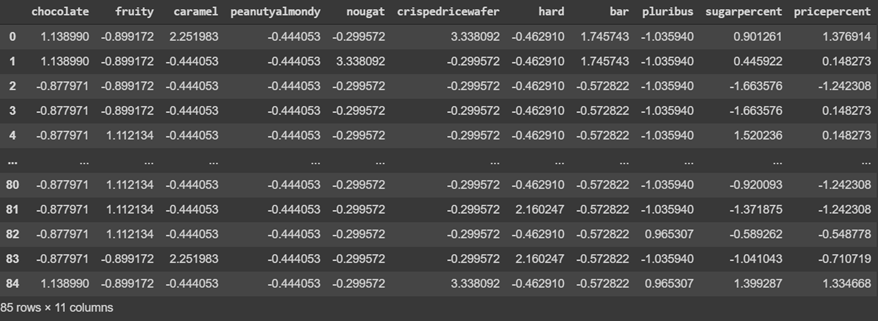 chocolate fruity caramel peanutyalmondy nougat crispedricewafer hard bar pluribus sugarpercent pricepercent
0 1.138990 -0.899172 2.251983 -0.444053 -0.299572 3.338092 -0.462910 1.745743 -1.035940 0.901261 1.376914
1 1.138990 -0.899172 -0.444053 -0.444053 3.338092 -0.299572 -0.462910 1.745743 -1.035940 0.445922 0.148273
2 -0.877971 -0.899172 -0.444053 -0.444053 -0.299572 -0.299572 -0.462910 -0.572822 -1.035940 -1.663576 -1.242308
3 -0.877971 -0.899172 -0.444053 -0.444053 -0.299572 -0.299572 -0.462910 -0.572822 -1.035940 -1.663576 0.148273
4 -0.877971 1.112134 -0.444053 -0.444053 -0.299572 -0.299572 -0.462910 -0.572822 -1.035940 1.520236 0.148273
... ... ... ... ... ... ... ... ... ... ... ...
80 -0.877971 1.112134 -0.444053 -0.444053 -0.299572 -0.299572 -0.462910 -0.572822 -1.035940 -0.920093 -1.242308
81 -0.877971 1.112134 -0.444053 -0.444053 -0.299572 -0.299572 2.160247 -0.572822 -1.035940 -1.371875 -1.242308
82 -0.877971 1.112134 -0.444053 -0.444053 -0.299572 -0.299572 -0.462910 -0.572822 0.965307 -0.589262 -0.548778
83 -0.877971 -0.899172 2.251983 -0.444053 -0.299572 -0.299572 2.160247 -0.572822 -1.035940 -1.041043 -0.710719
84 1.138990 -0.899172 -0.444053 -0.444053 -0.299572 3.338092 -0.462910 -0.572822 0.965307 1.399287 1.334668
85 rows × 11 columns